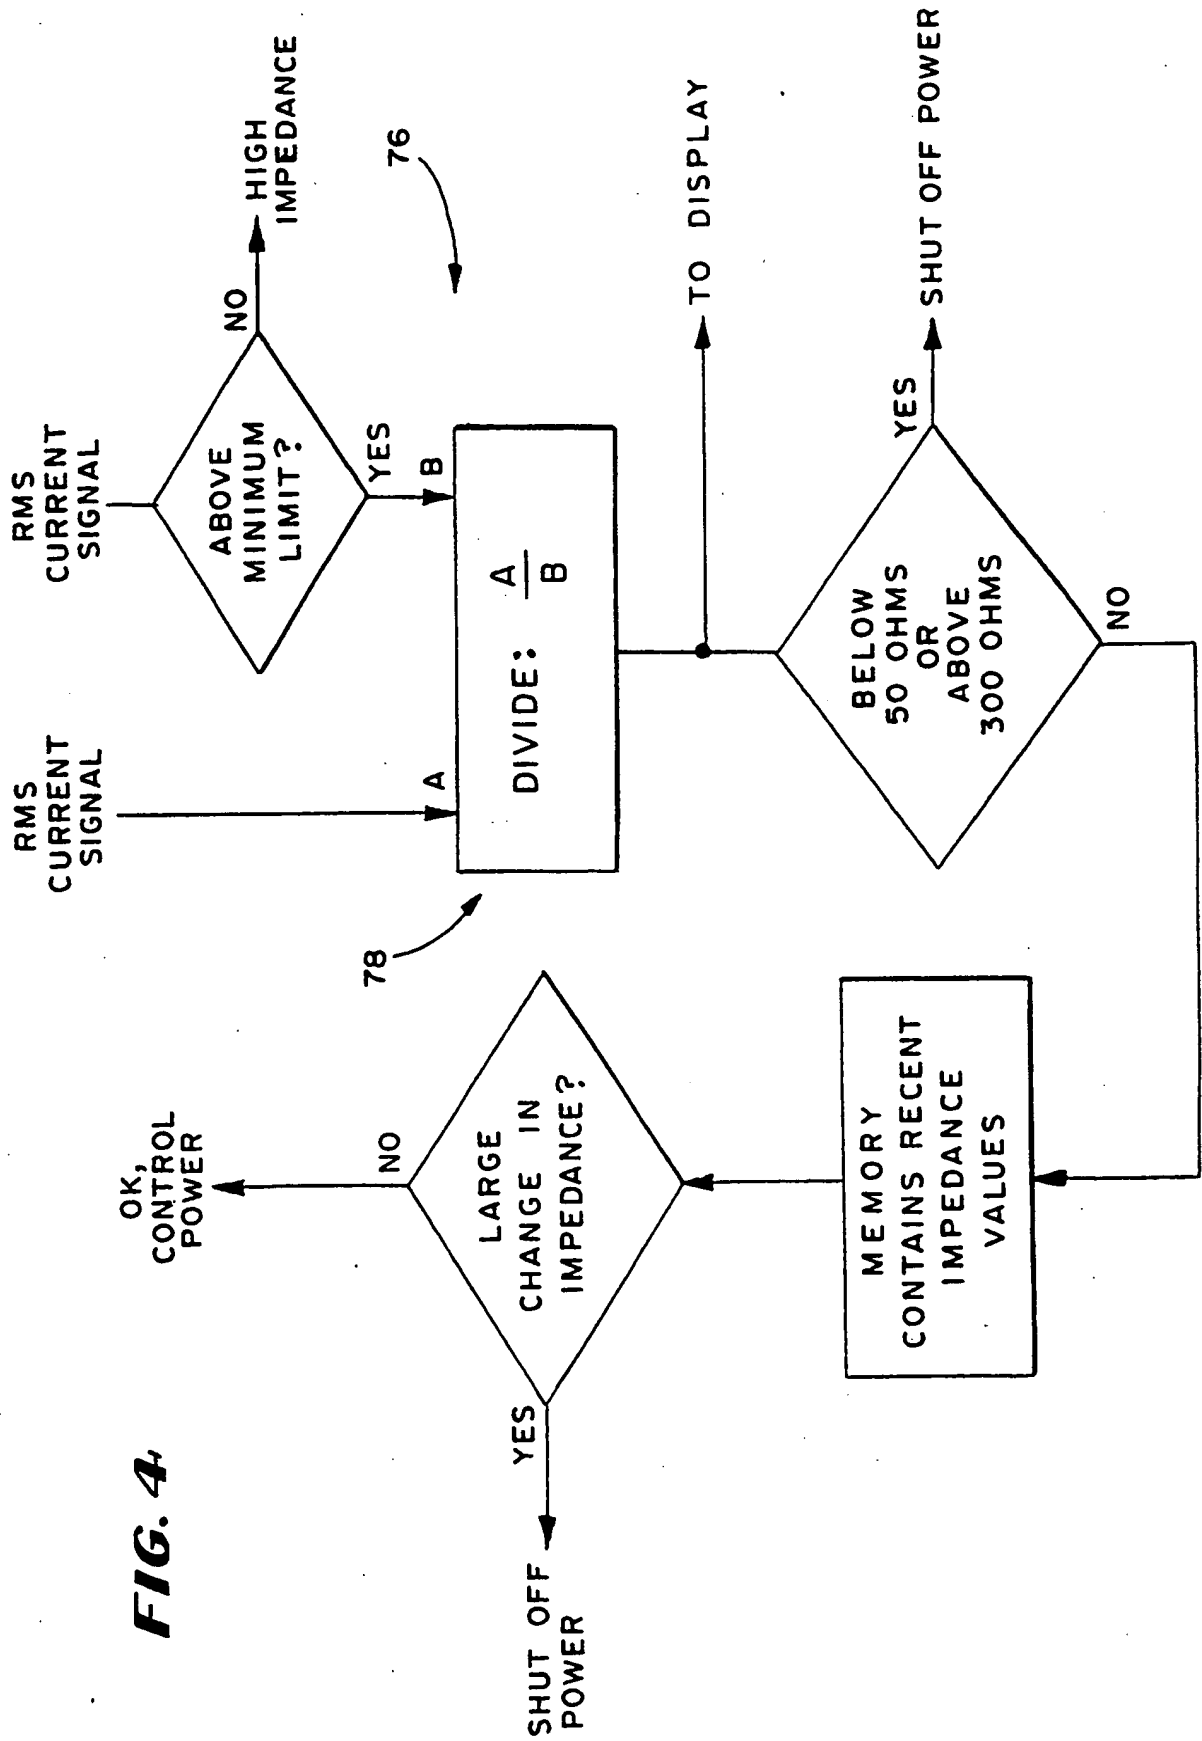 FIG. 4
RMS
CURRENT
SIGNAL
RMS
CURRENT
SIGNAL
ABOVE
MINIMUM
LIMIT?
NO
HIGH
IMPEDANCE
YES
A
B
76
78
DIVIDE: A
B
TO DISPLAY
BELOW
50 OHMS
OR
ABOVE
300 OHMS
YES
SHUT OFF POWER
NO
MEMORY
CONTAINS RECENT
IMPEDANCE
VALUES
LARGE
CHANGE IN
IMPEDANCE?
NO
OK,
CONTROL
POWER
YES
SHUT OFF
POWER